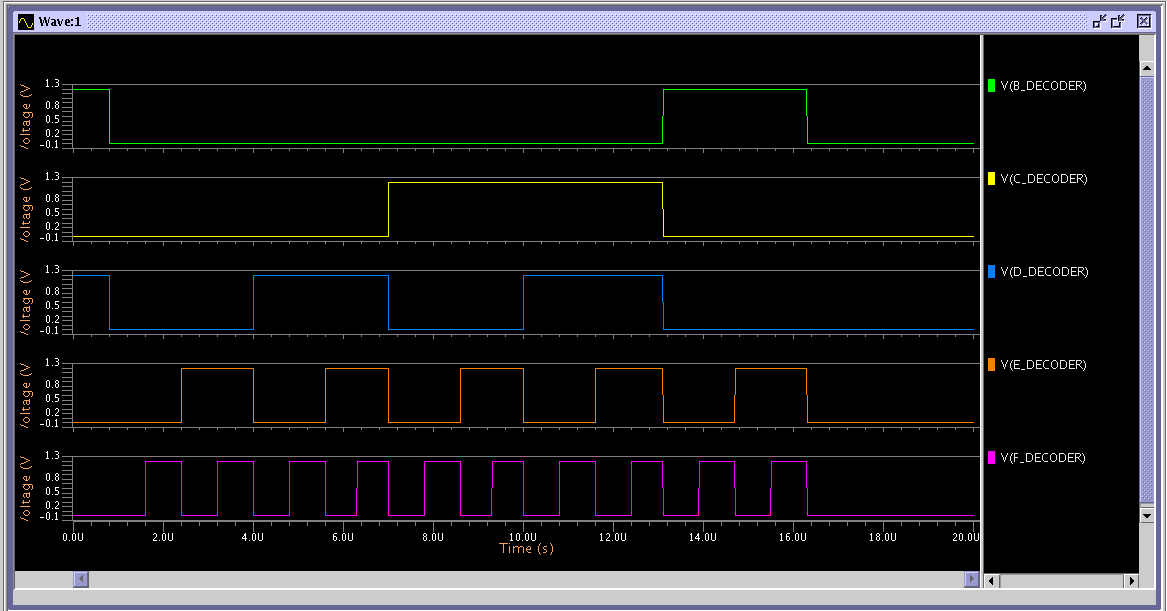 Wave:1
1.3
0.8
0.5
0.2
-0.1
/oltage (V
V(B_DECODER)
1.3
0.8
0.5
0.2
-0.1
/oltage (V
V(C_DECODER)
1.3
0.8
0.5
0.2
-0.1
/oltage (V
V(D_DECODER)
1.3
0.8
0.5
0.2
-0.1
/oltage (V
V(E_DECODER)
1.3
0.8
0.5
0.2
-0.1
/oltage (V
V(F_DECODER)
0.0U 2.0U 4.0U 6.0U 8.0U 10.0U 12.0U 14.0U 16.0U 18.0U 20.0U
Time (s)